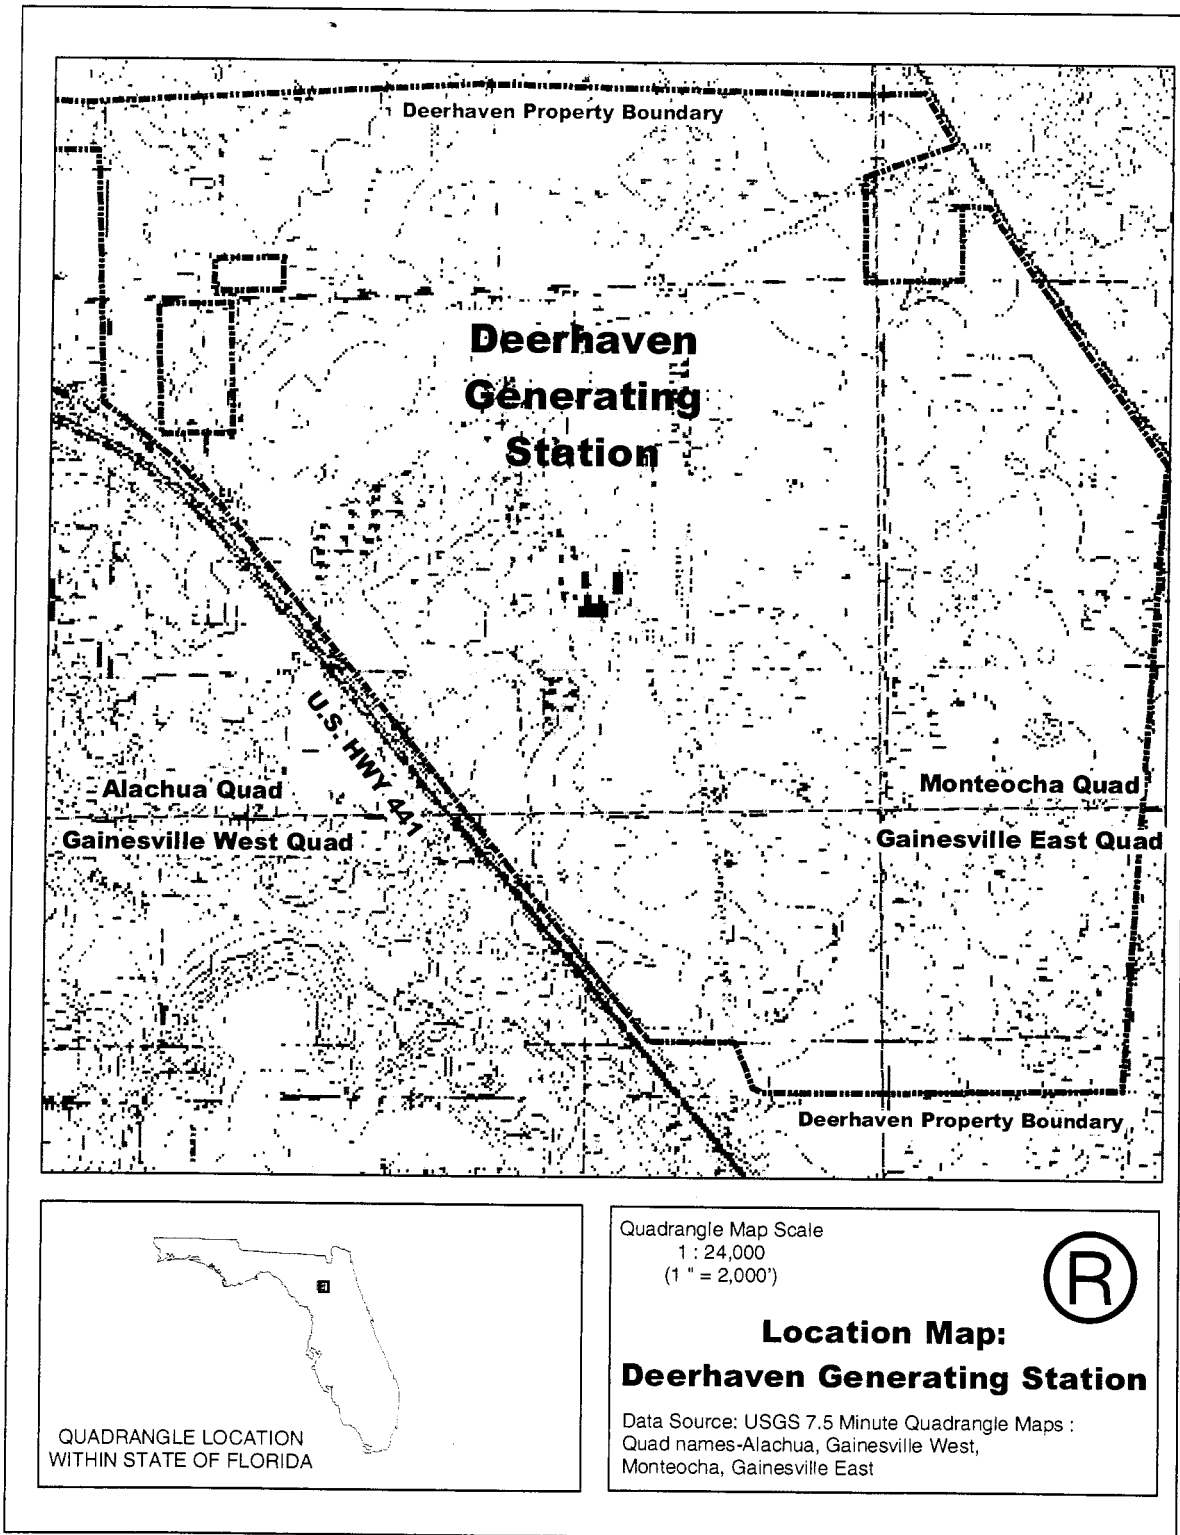 Deerhaven Property Boundary
Deerhaven
Generating
Station
U.S. HWY 441
Alachua Quad
Monteocha Quad
Gainesville West Quad
Gainesville East Quad
Deerhaven Property Boundary
QUADRANGLE LOCATION
WITHIN STATE OF FLORIDA
Quadrangle Map Scale
1 : 24,000
(1 " = 2,000')
R
Location Map:
Deerhaven Generating Station
Data Source: USGS 7.5 Minute Quadrangle Maps :
Quad names-Alachua, Gainesville West,
Monteocha, Gainesville East